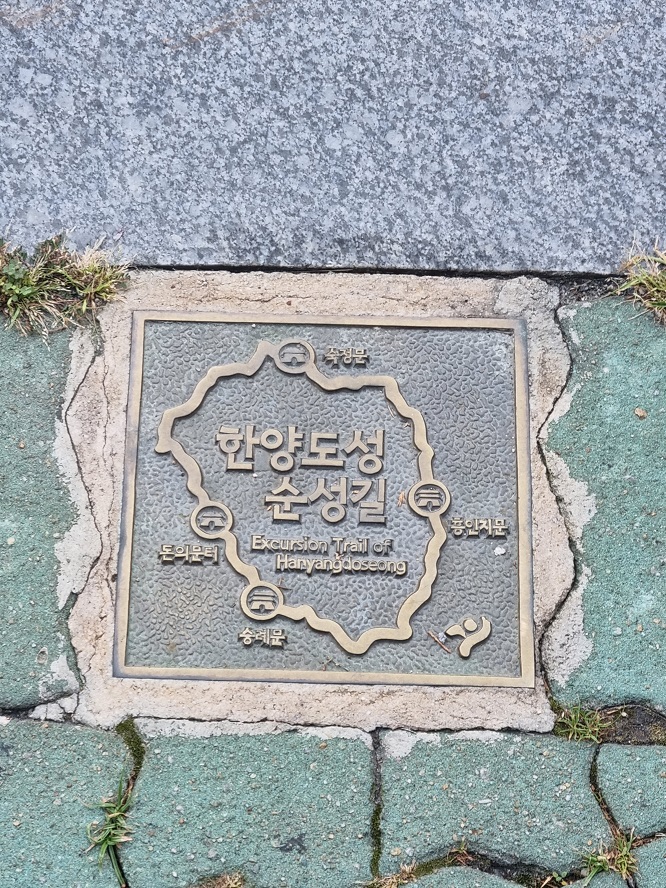 숙정문
한양도성
순성길
Excursion Trail of
Hanyangdoseong
흥인지문
돈의문터
숭례문